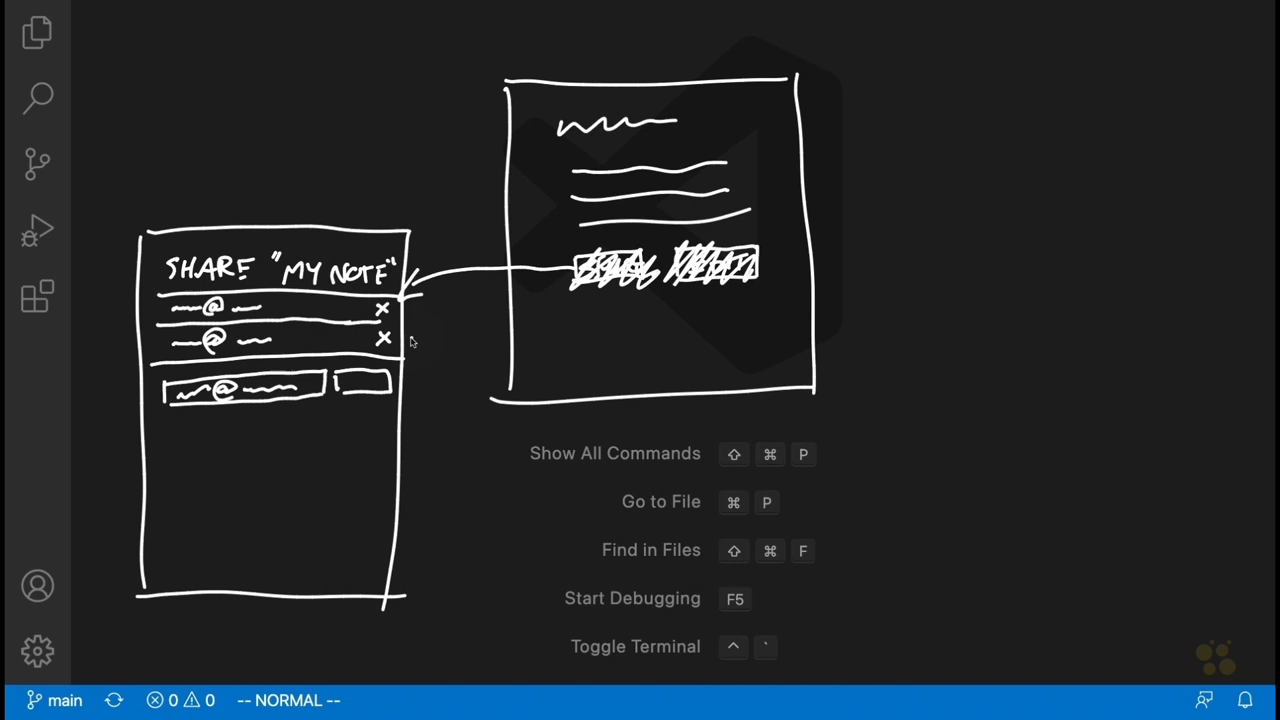 SHARE "MY NOTE"
@ x
@ x
@
Show All Commands ⇧ ⌘ P
Go to File ⌘ P
Find in Files ⇧ ⌘ F
Start Debugging F5
Toggle Terminal ^ `
main 0 0 -- NORMAL --